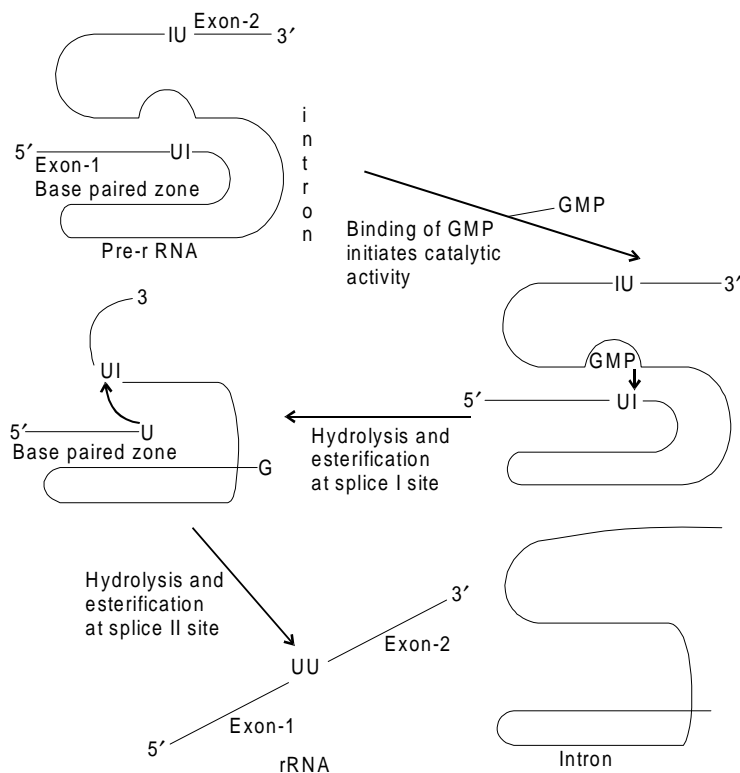 IU Exon-2 3′
5′ UI
Exon-1
Base paired zone
Pre-r RNA
i
n
t
r
o
n
GMP
Binding of GMP
initiates catalytic
activity
IU 3′
GMP
5′ UI
3
UI
5′ U
Base paired zone
G
Hydrolysis and
esterification
at splice I site
Hydrolysis and
esterification
at splice II site
3′
Exon-2
UU
Exon-1
5′
rRNA
Intron